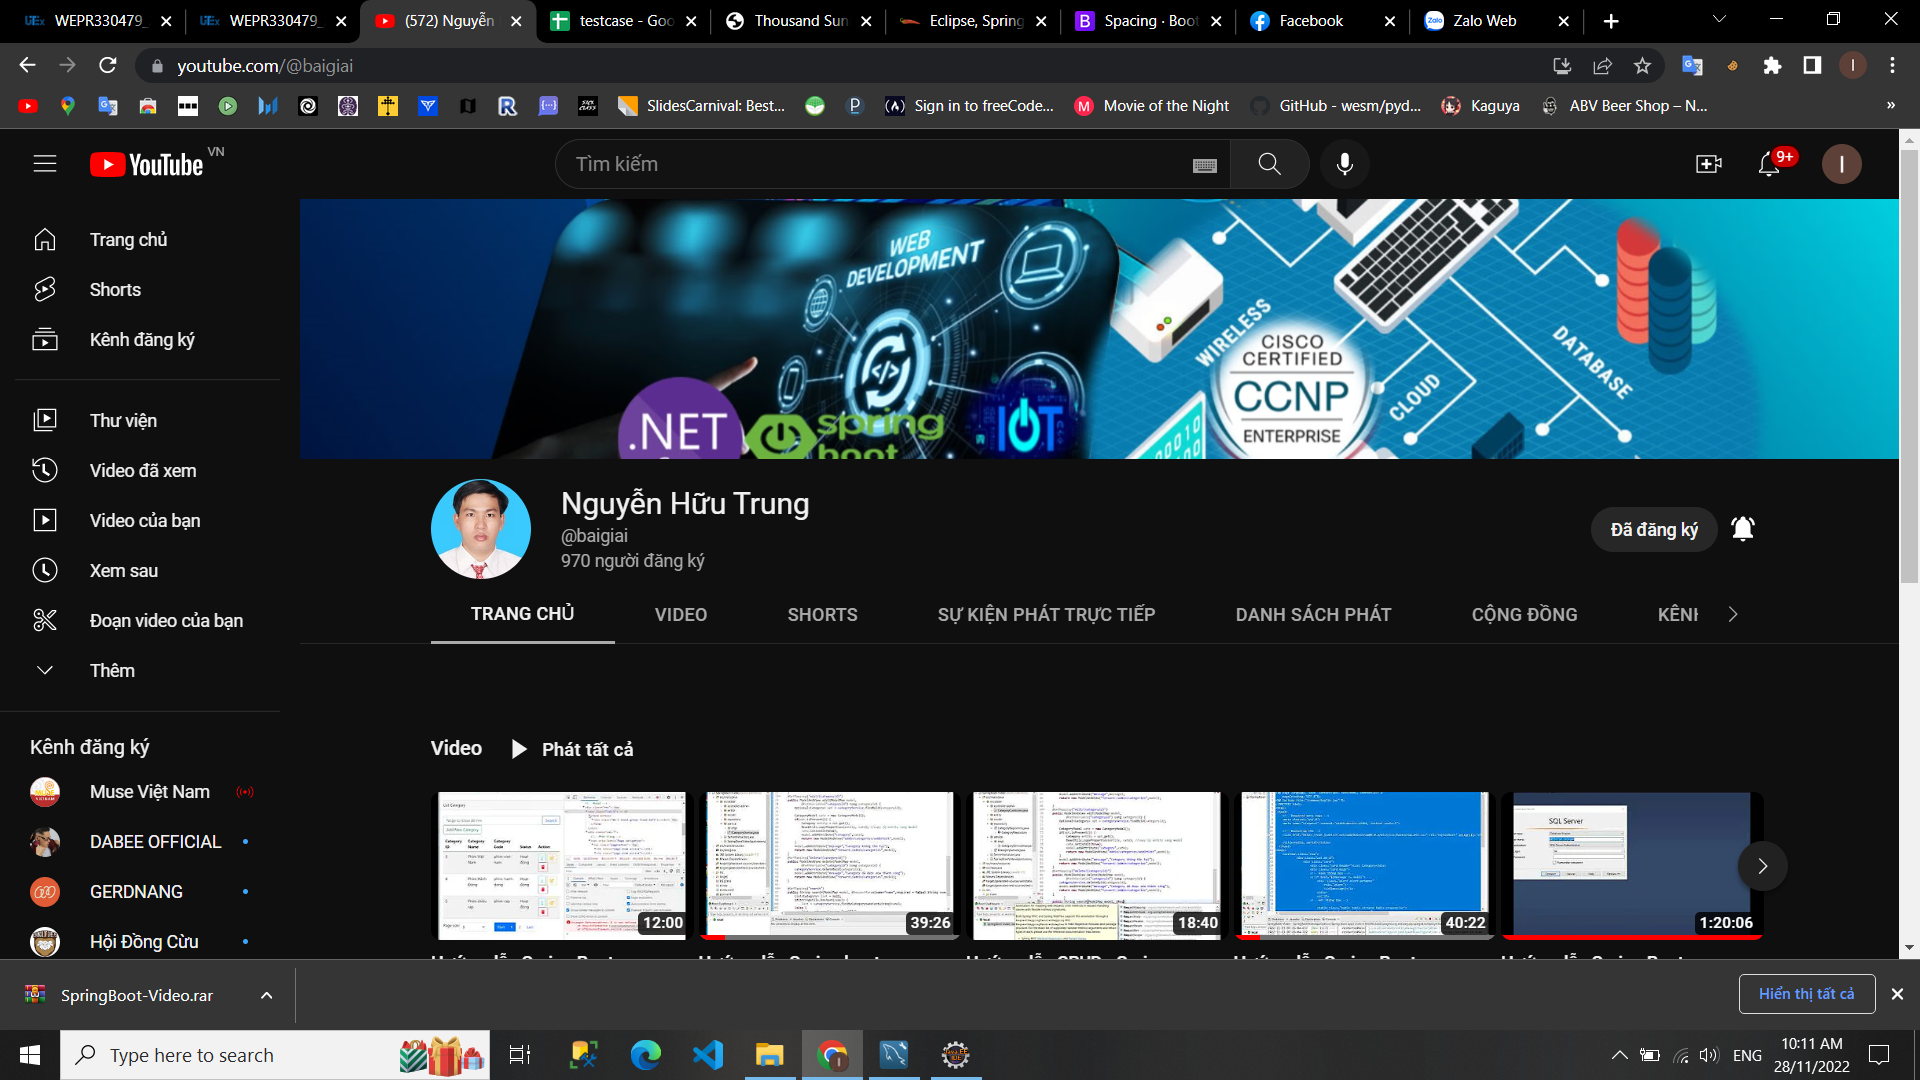 WEPR330479_
WEPR330479_
(572) Nguyễn
testcase - Goo
Thousand Sun
Eclipse, Spring
Spacing · Boot
Facebook
Zalo Web
youtube.com/@baigiai
SlidesCarnival: Best...
Sign in to freeCode...
Movie of the Night
GitHub - wesm/pyd...
Kaguya
ABV Beer Shop – N...
YouTube VN
Tìm kiếm
9+
I
Trang chủ
Shorts
Kênh đăng ký
Thư viện
Video đã xem
Video của bạn
Xem sau
Đoạn video của bạn
Thêm
Kênh đăng ký
Muse Việt Nam
DABEE OFFICIAL
GERDNANG
Hội Đồng Cừu
WEB
DEVELOPMENT
.NET
spring
boot
IOT
WIRELESS
CISCO
CERTIFIED
CCNP
ENTERPRISE
CLOUD
DATABASE
Nguyễn Hữu Trung
@baigiai
970 người đăng ký
Đã đăng ký
TRANG CHỦ
VIDEO
SHORTS
SỰ KIỆN PHÁT TRỰC TIẾP
DANH SÁCH PHÁT
CỘNG ĐỒNG
KÊNH
Video
Phát tất cả
12:00
39:26
18:40
40:22
SQL Server
1:20:06
SpringBoot-Video.rar
Hiển thị tất cả
Type here to search
ENG
10:11 AM
28/11/2022